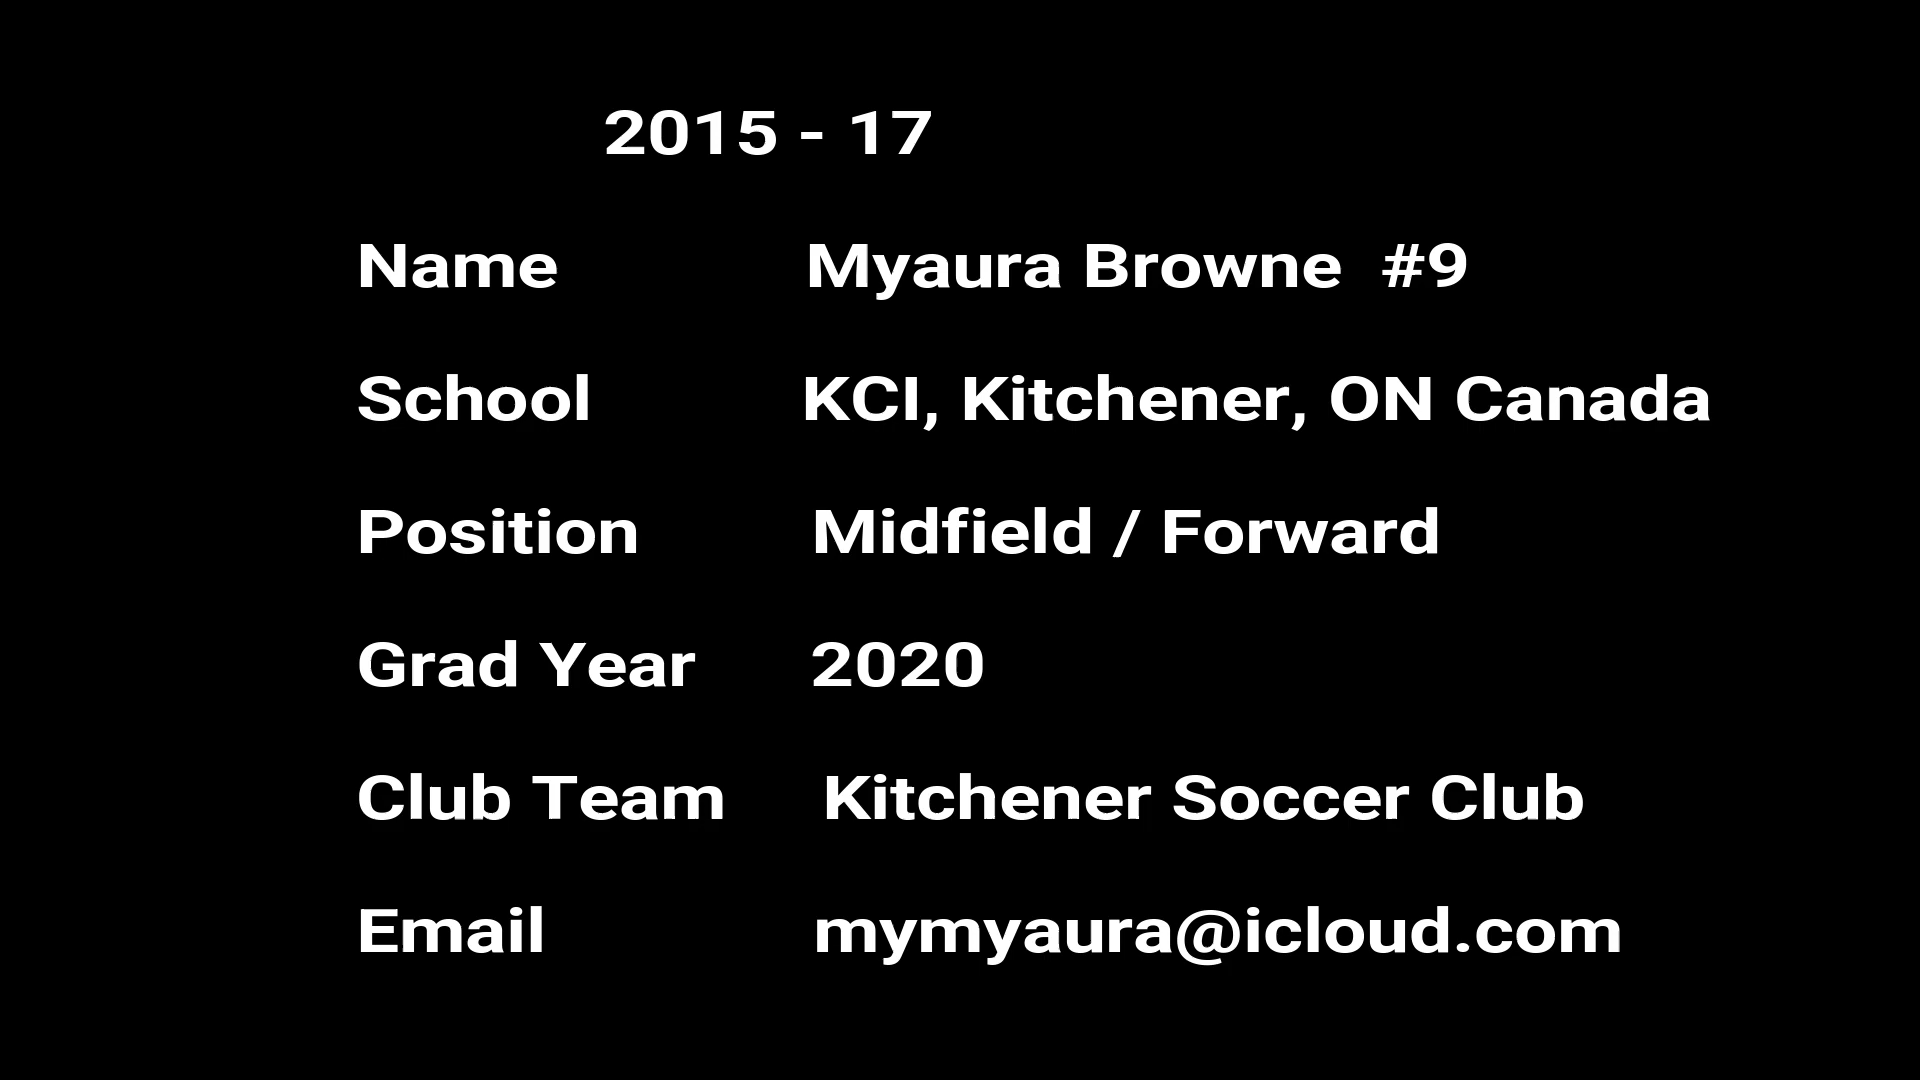 2015 - 17
Name Myaura Browne #9
School KCI, Kitchener, ON Canada
Position Midfield / Forward
Grad Year 2020
Club Team Kitchener Soccer Club
Email mymyaura@icloud.com